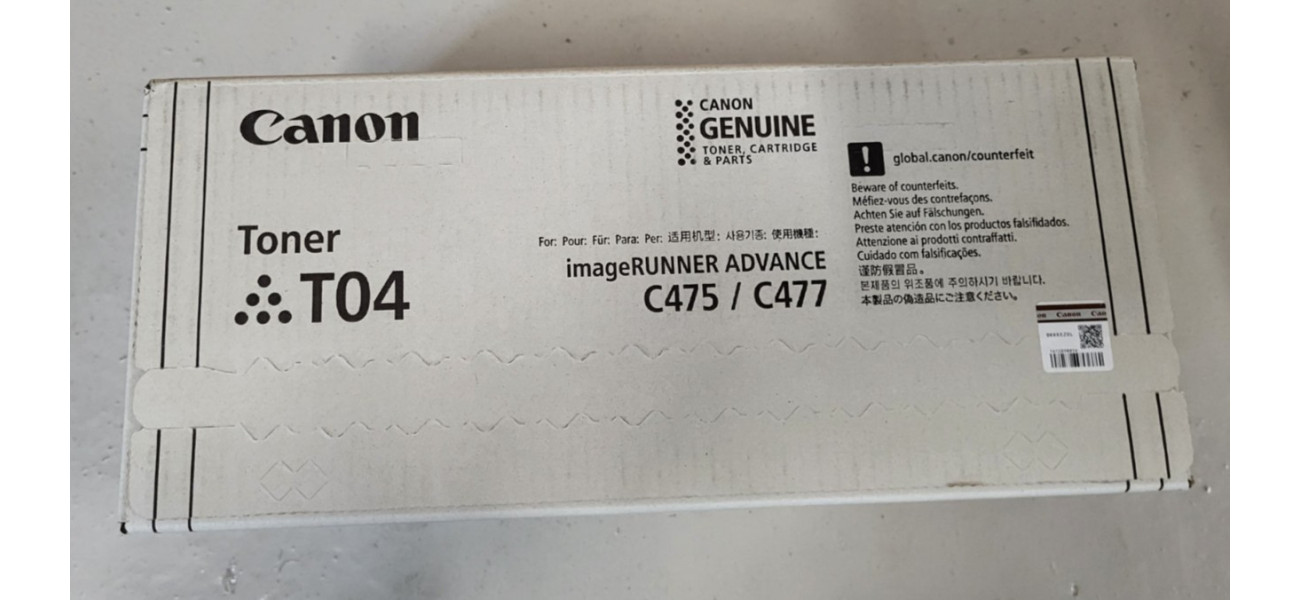 Canon
CANON
GENUINE
TONER, CARTRIDGE
& PARTS
! global.canon/counterfeit
Beware of counterfeits.
Méfiez-vous des contrefaçons.
Achten Sie auf Fälschungen.
Preste atención con los productos falsifidados.
Attenzione ai prodotti contraffatti.
Cuidado com falsificações.
谨防假冒品。
본제품의 위조품에 주의하시기 바랍니다.
本製品の偽造品にご注意ください。
Toner
T04
For: Pour: Für: Para: Per: 适用机型: 사용기종: 使用機種:
imageRUNNER ADVANCE
C475 / C477
on Canon Can